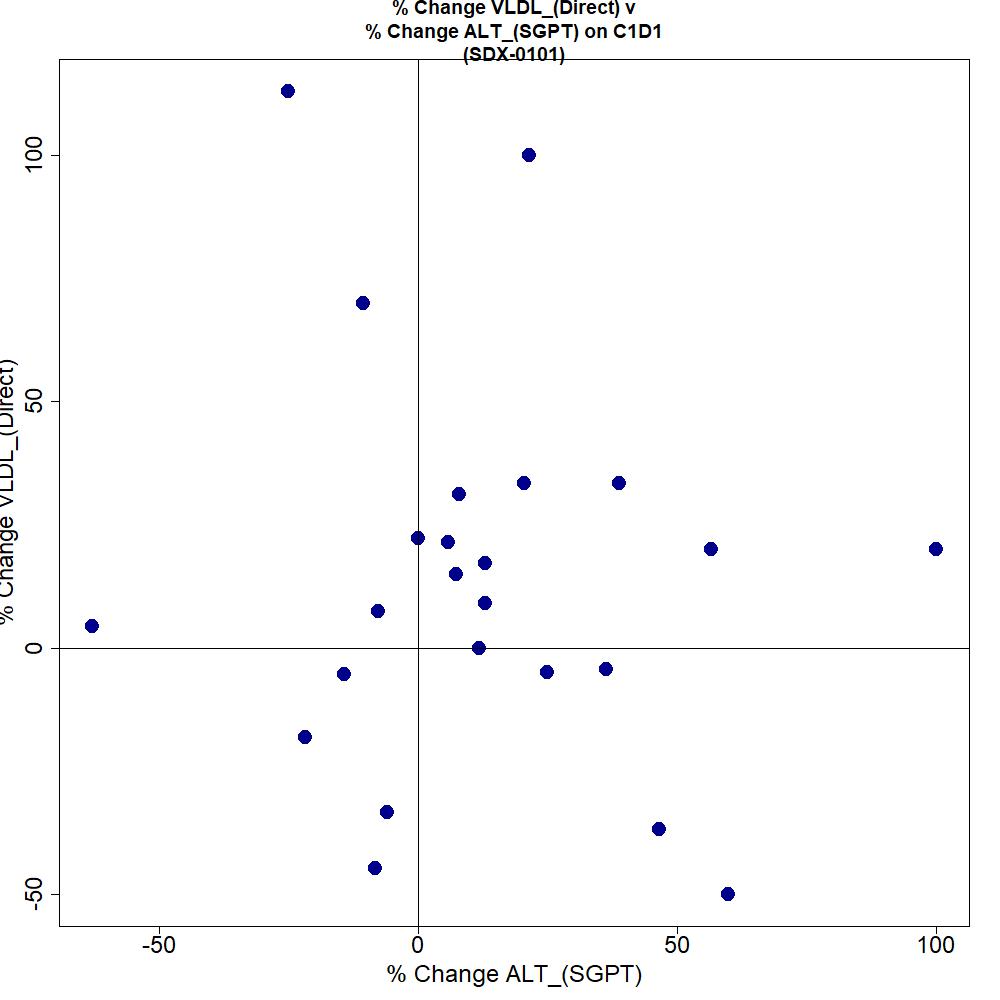 % Change VLDL_(Direct) v
% Change ALT_(SGPT) on C1D1
(SDX-0101)
% Change VLDL_(Direct)
100
50
0
-50
-50
0
50
100
% Change ALT_(SGPT)